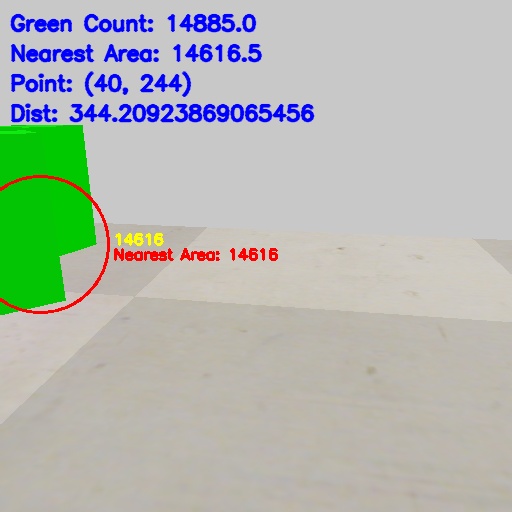 Green Count: 14885.0
Nearest Area: 14616.5
Point: (40, 244)
Dist: 344.20923869065456
14616
Nearest Area: 14616